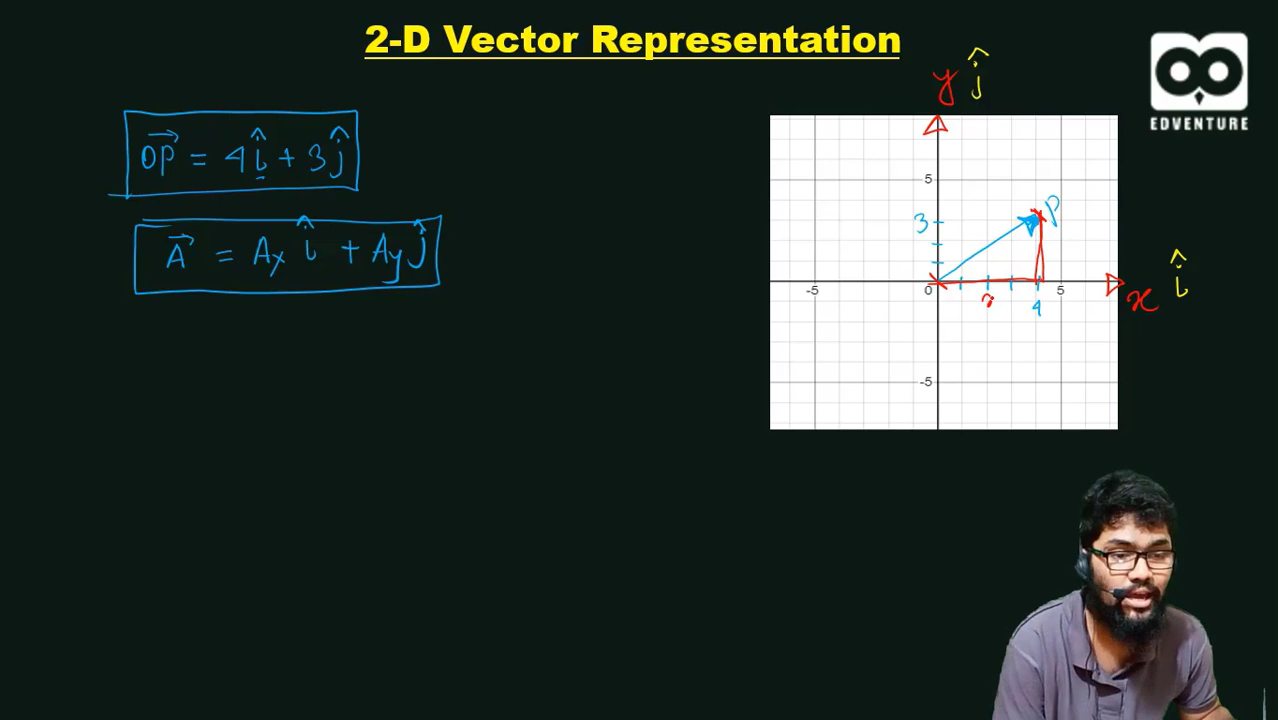 2-D Vector Representation
EDVENTURE
y ĵ
OP⃗ = 4î + 3ĵ
A⃗ = Ax î + Ay ĵ
5
3
P
-5
0
4
5
x î
-5